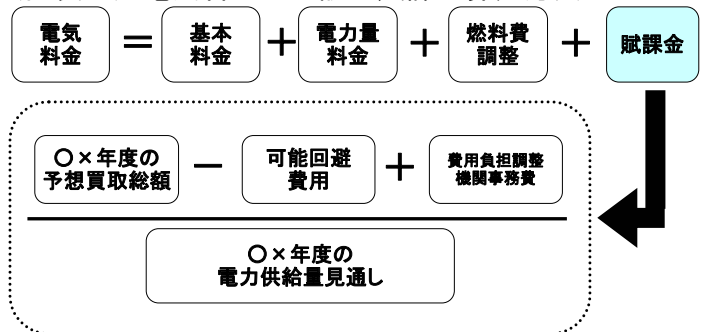 電気
料金
＝
基本
料金
＋
電力量
料金
＋
燃料費
調整
＋
賦課金
〇×年度の
予想買取総額
－
可能回避
費用
＋
費用負担調整
機関事務費
〇×年度の
電力供給量見通し